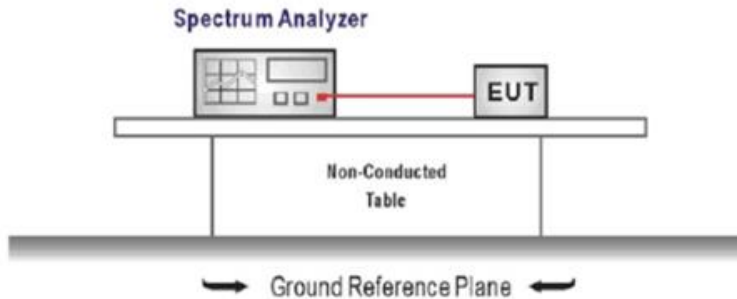 Spectrum Analyzer
EUT
Non-Conducted
Table
Ground Reference Plane